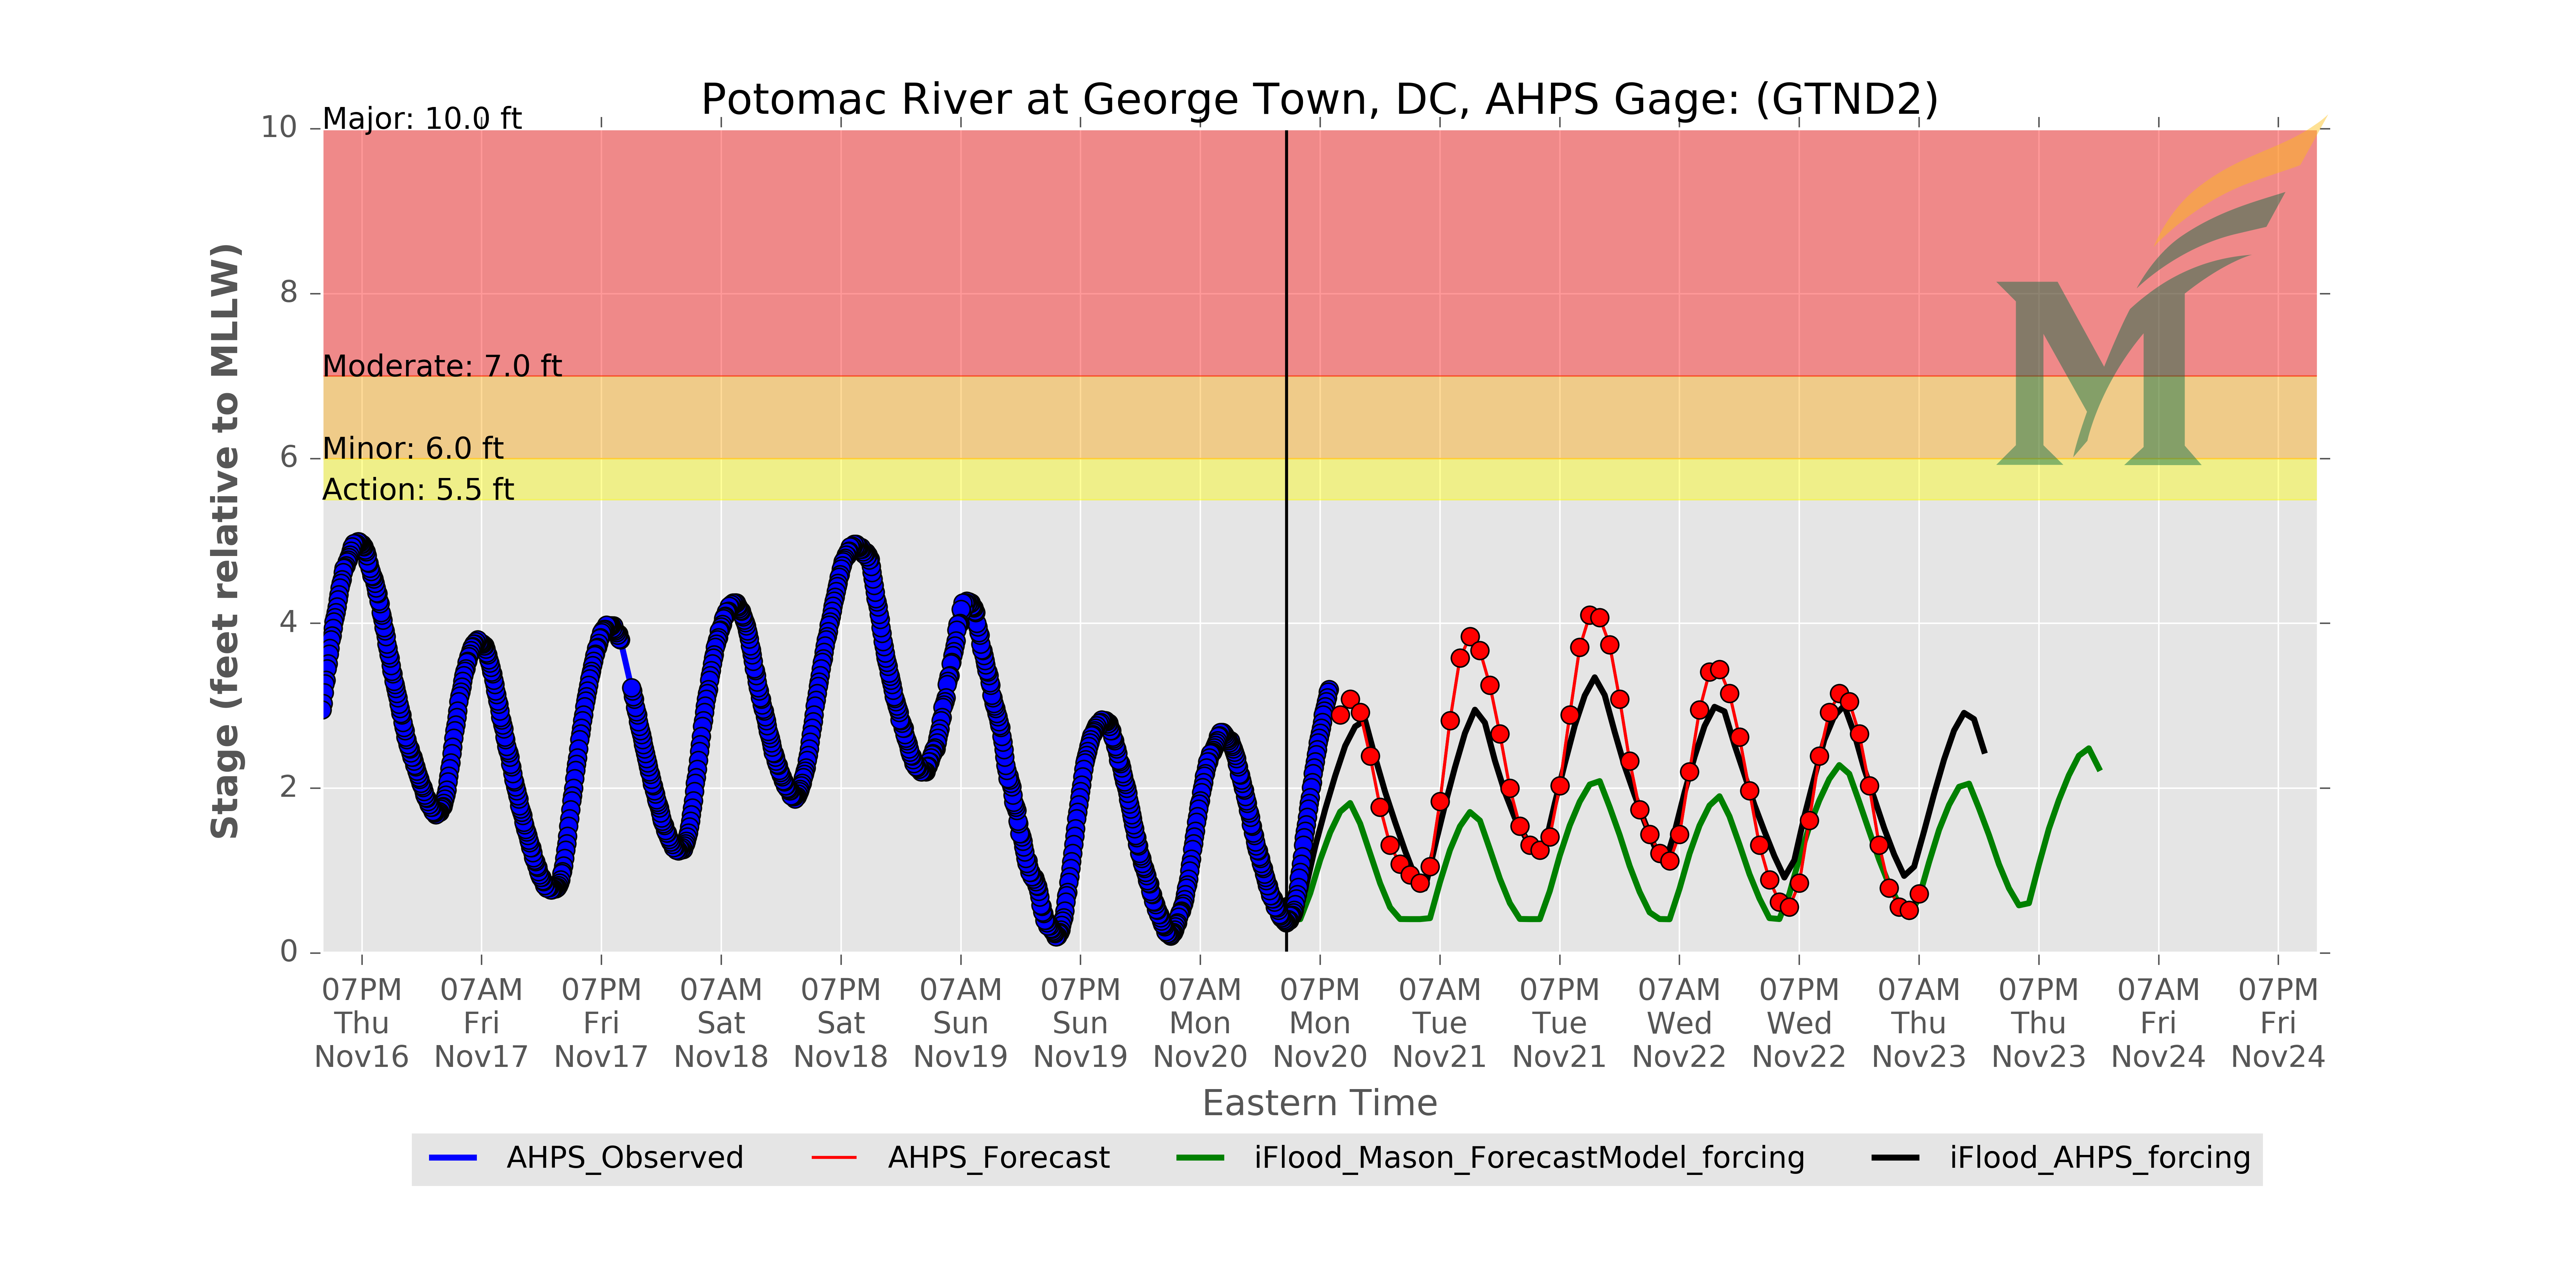 Potomac River at George Town, DC, AHPS Gage: (GTND2)
Major: 10.0 ft
Moderate: 7.0 ft
Minor: 6.0 ft
Action: 5.5 ft
Stage (feet relative to MLLW)
10
8
6
4
2
0
07PM 07AM 07PM 07AM 07PM 07AM 07PM 07AM 07PM 07AM 07PM 07AM 07PM 07AM 07PM 07AM 07PM
Thu Fri Fri Sat Sat Sun Sun Mon Mon Tue Tue Wed Wed Thu Thu Fri Fri
Nov16 Nov17 Nov17 Nov18 Nov18 Nov19 Nov19 Nov20 Nov20 Nov21 Nov21 Nov22 Nov22 Nov23 Nov23 Nov24 Nov24
Eastern Time
AHPS_Observed AHPS_Forecast iFlood_Mason_ForecastModel_forcing iFlood_AHPS_forcing